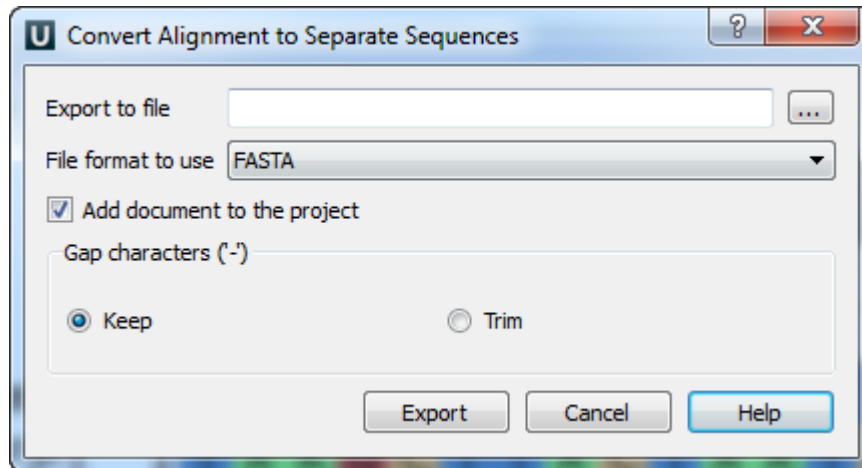 U Convert Alignment to Separate Sequences ? X
Export to file ...
File format to use FASTA
Add document to the project
Gap characters ('-')
Keep Trim
Export Cancel Help